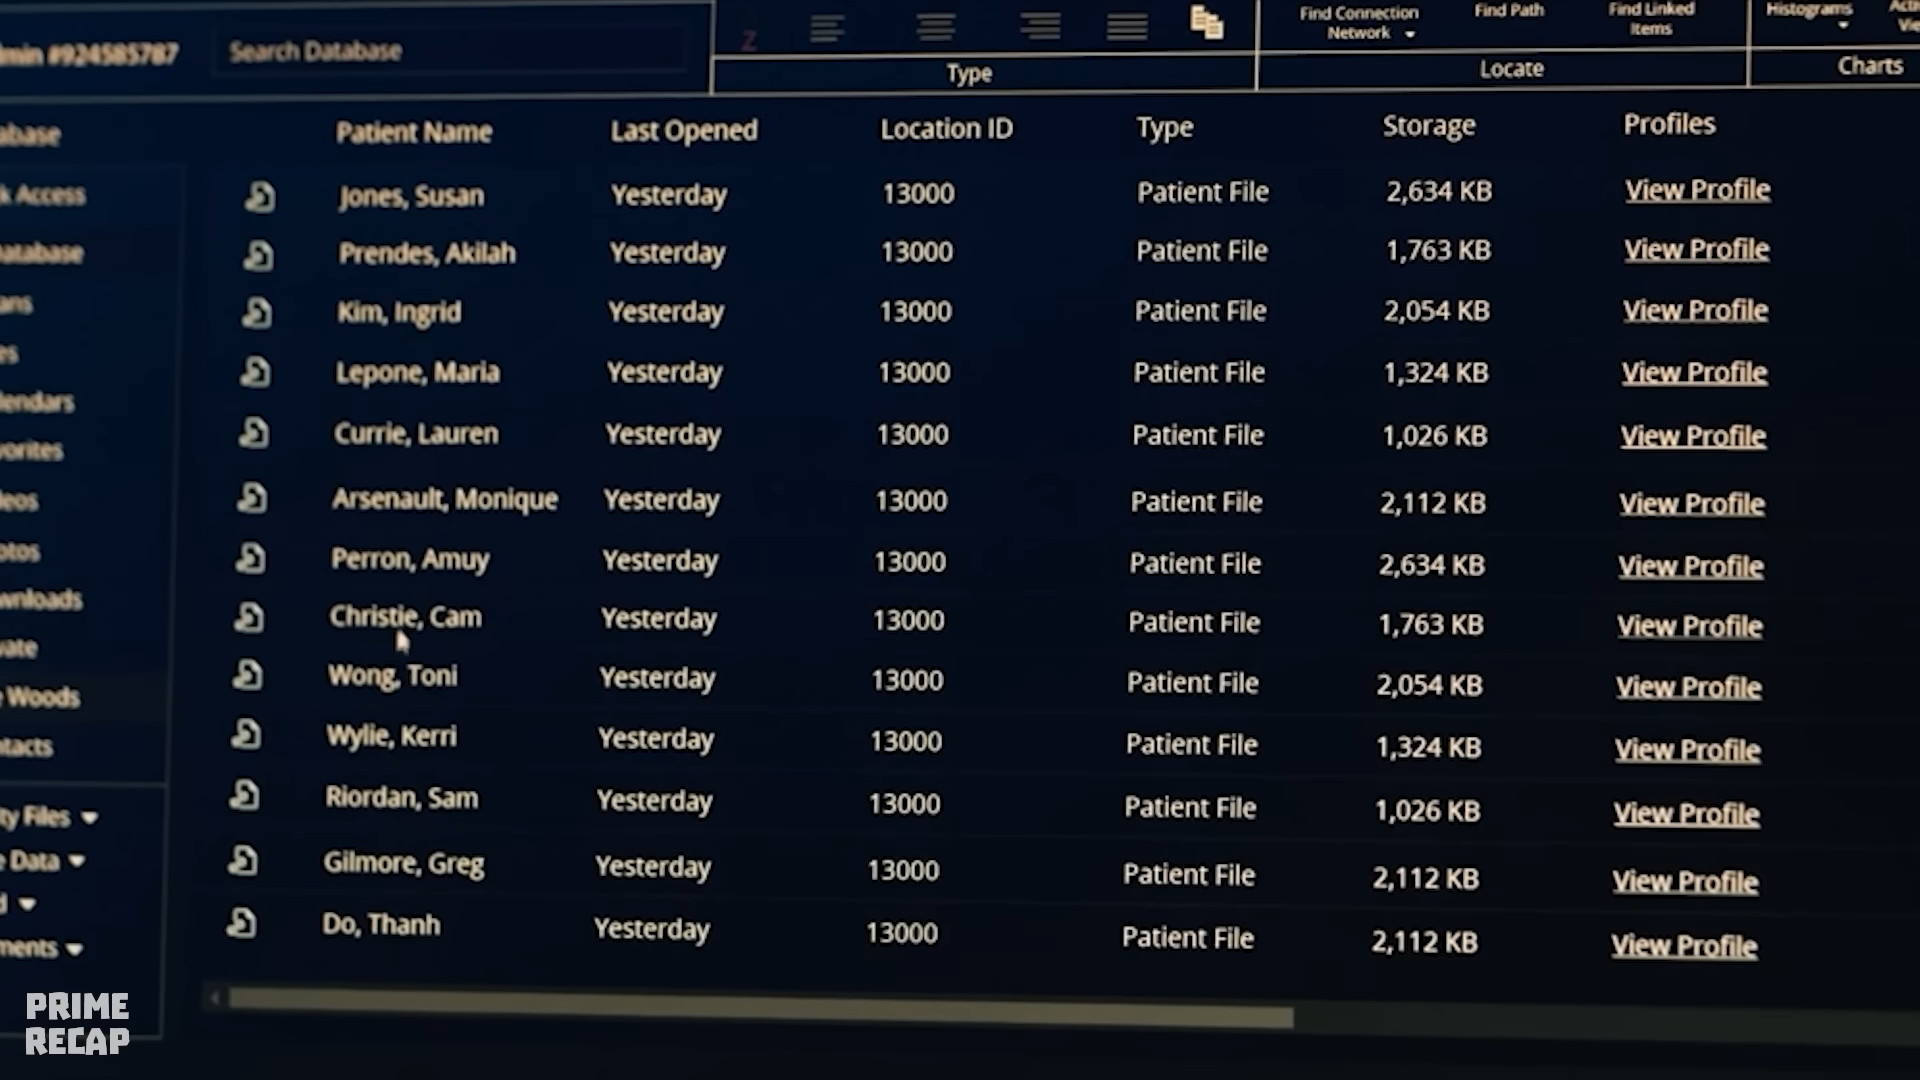 #924585787 Search Database
Find Connection
Network
Find Path
Find Linked
Items
Histograms
Type Locate Charts
Patient Name Last Opened Location ID Type Storage Profiles
Jones, Susan Yesterday 13000 Patient File 2,634 KB View Profile
Access
Prendes, Akilah Yesterday 13000 Patient File 1,763 KB View Profile
Kim, Ingrid Yesterday 13000 Patient File 2,054 KB View Profile
Lepone, Maria Yesterday 13000 Patient File 1,324 KB View Profile
Currie, Lauren Yesterday 13000 Patient File 1,026 KB View Profile
Arsenault, Monique Yesterday 13000 Patient File 2,112 KB View Profile
Perron, Amuy Yesterday 13000 Patient File 2,634 KB View Profile
Christie, Cam Yesterday 13000 Patient File 1,763 KB View Profile
Wong, Toni Yesterday 13000 Patient File 2,054 KB View Profile
Woods
Wylie, Kerri Yesterday 13000 Patient File 1,324 KB View Profile
Riordan, Sam Yesterday 13000 Patient File 1,026 KB View Profile
Files
Gilmore, Greg Yesterday 13000 Patient File 2,112 KB View Profile
Data
Do, Thanh Yesterday 13000 Patient File 2,112 KB View Profile
PRIME
RECAP